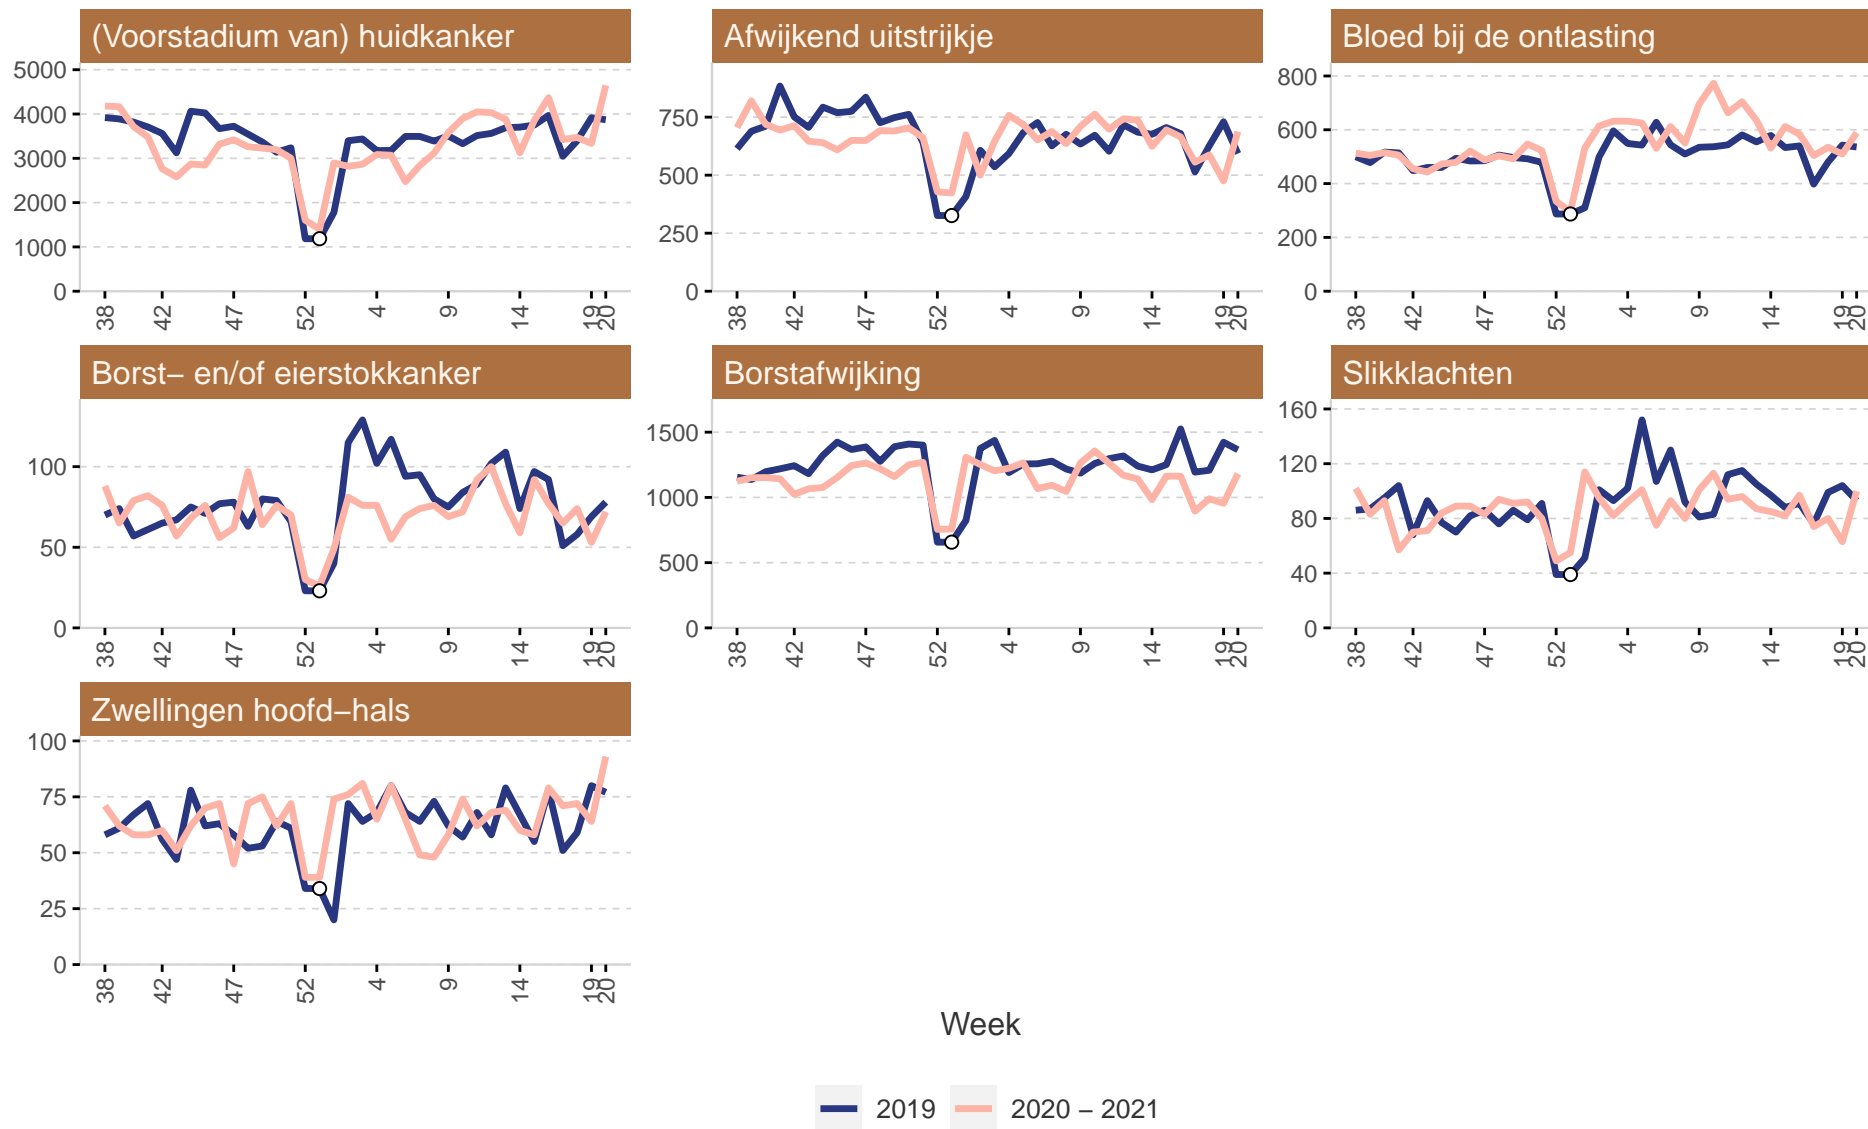 (Voorstadium van) huidkanker
5000
4000
3000
2000
1000
0
38 42 47 52 4 9 14 19 20
Afwijkend uitstrijkje
750
500
250
0
38 42 47 52 4 9 14 19 20
Bloed bij de ontlasting
800
600
400
200
0
38 42 47 52 4 9 14 19 20
Borst– en/of eierstokkanker
100
50
0
38 42 47 52 4 9 14 19 20
Borstafwijking
1500
1000
500
0
38 42 47 52 4 9 14 19 20
Slikklachten
160
120
80
40
0
38 42 47 52 4 9 14 19 20
Zwellingen hoofd–hals
100
75
50
25
0
38 42 47 52 4 9 14 19 20
Week
2019 2020 – 2021